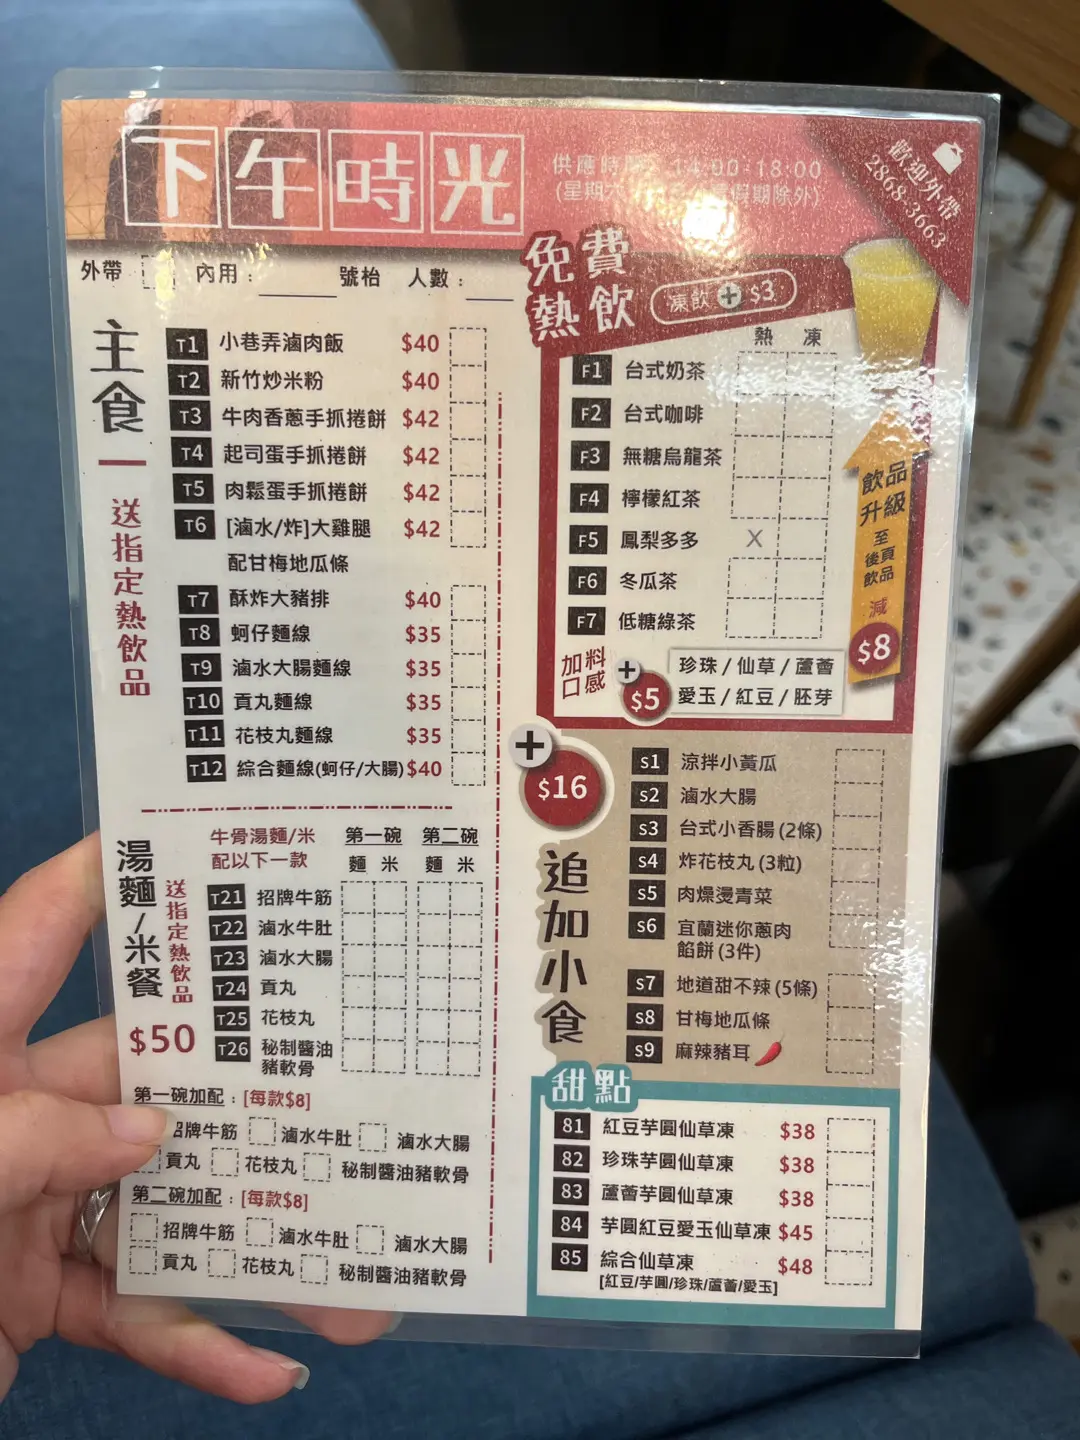 下午時光
供應時間 14:00-18:00
(星期六 假期除外)
歡迎外帶
2868-3663
外帶 內用： 號枱 人數：
主食
送指定熱飲品
T1 小巷弄滷肉飯 $40
T2 新竹炒米粉 $40
T3 牛肉香蔥手抓捲餅 $42
T4 起司蛋手抓捲餅 $42
T5 肉鬆蛋手抓捲餅 $42
T6 [滷水/炸]大雞腿 $42
配甘梅地瓜條
T7 酥炸大豬排 $40
T8 蚵仔麵線 $35
T9 滷水大腸麵線 $35
T10 貢丸麵線 $35
T11 花枝丸麵線 $35
T12 綜合麵線(蚵仔/大腸) $40
湯麵/米餐
送指定熱飲品
$50
牛骨湯麵/米
配以下一款
第一碗 第二碗
麵 米 麵 米
T21 招牌牛筋
T22 滷水牛肚
T23 滷水大腸
T24 貢丸
T25 花枝丸
T26 秘制醬油
豬軟骨
第一碗加配：[每款$8]
招牌牛筋 滷水牛肚 滷水大腸
貢丸 花枝丸 秘制醬油豬軟骨
第二碗加配：[每款$8]
招牌牛筋 滷水牛肚 滷水大腸
貢丸 花枝丸 秘制醬油豬軟骨
免費
熱飲
凍飲+$3
熱 凍
F1 台式奶茶
F2 台式咖啡
F3 無糖烏龍茶
F4 檸檬紅茶
F5 鳳梨多多 X
F6 冬瓜茶
F7 低糖綠茶
飲品
升級
至
後頁
飲品
減
$8
加料
口感
+
$5
珍珠/仙草/蘆薈
愛玉/紅豆/胚芽
+
$16
追加小食
S1 涼拌小黃瓜
S2 滷水大腸
S3 台式小香腸(2條)
S4 炸花枝丸(3粒)
S5 肉燥燙青菜
S6 宜蘭迷你蔥肉
餡餅(3件)
S7 地道甜不辣(5條)
S8 甘梅地瓜條
S9 麻辣豬耳
甜點
81 紅豆芋圓仙草凍 $38
82 珍珠芋圓仙草凍 $38
83 蘆薈芋圓仙草凍 $38
84 芋圓紅豆愛玉仙草凍 $45
85 綜合仙草凍 $48
[紅豆/芋圓/珍珠/蘆薈/愛玉]